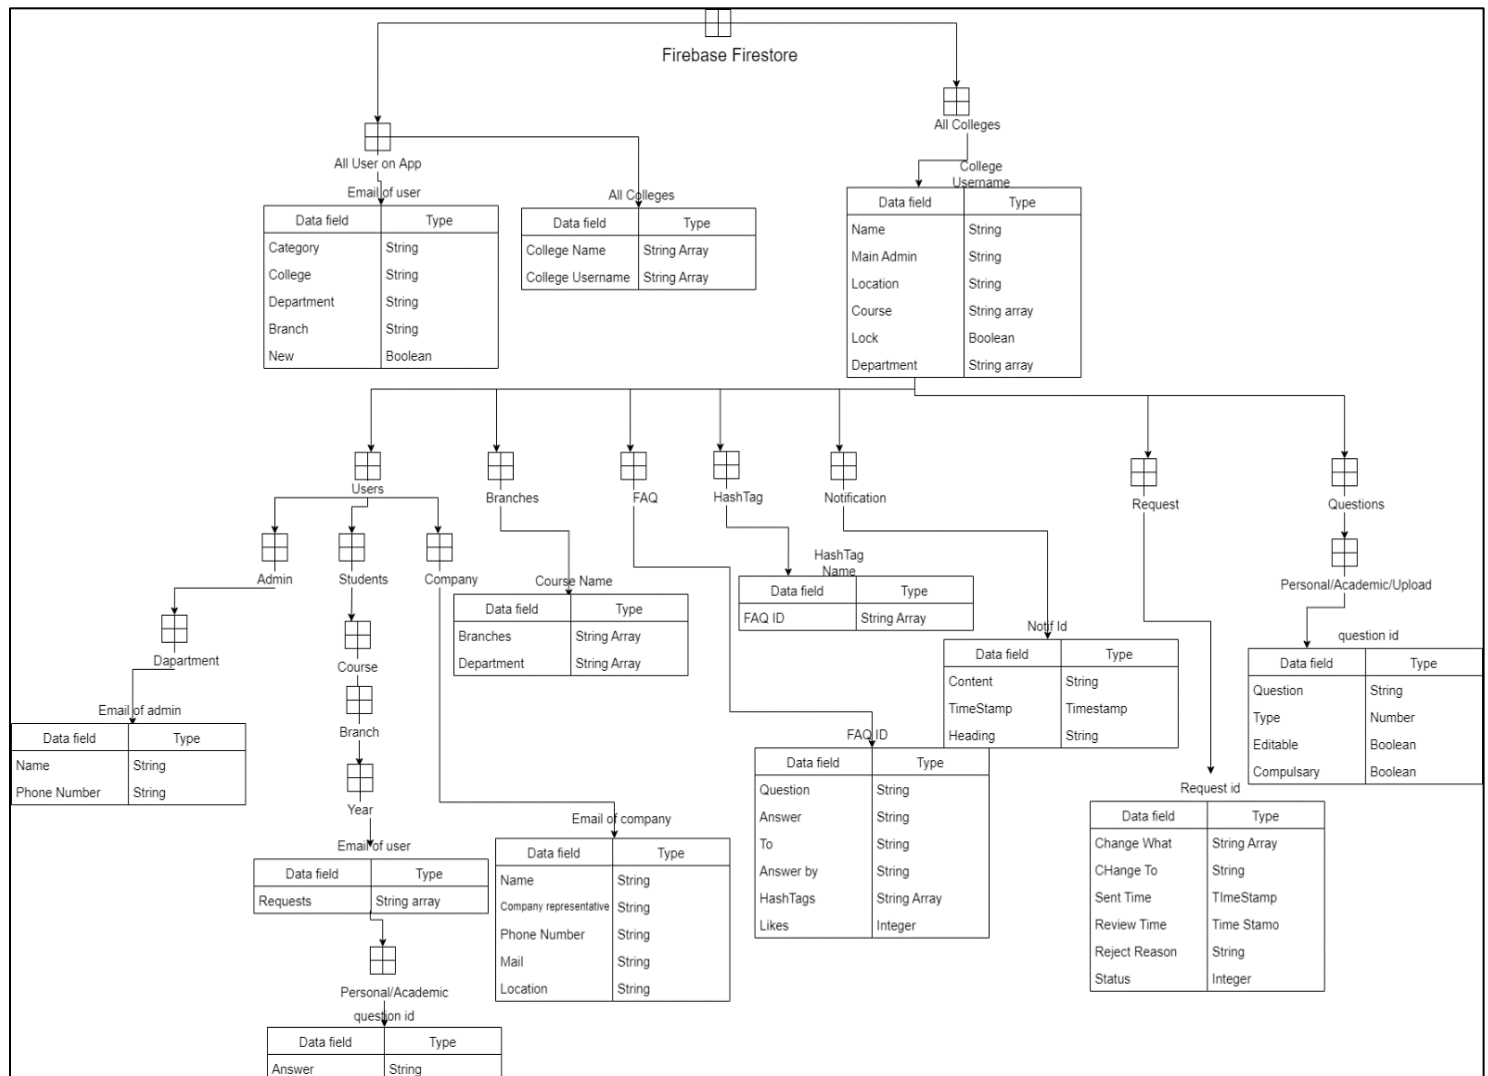 Firebase Firestore
All Colleges
All User on App
College
Username
Email of user
Data field Type
Category String
College String
Department String
Branch String
New Boolean
All Colleges
Data field Type
College Name String Array
College Username String Array
Data field Type
Name String
Main Admin String
Location String
Course String array
Lock Boolean
Department String array
Users
Branches
FAQ
HashTag
Notification
Request
Questions
Admin
Students
Company
Personal/Academic/Upload
Course Name
Data field Type
Branches String Array
Department String Array
HashTag
Name
Data field Type
FAQ ID String Array
Notif Id
Data field Type
Content String
TimeStamp Timestamp
Heading String
question id
Data field Type
Question String
Type Number
Editable Boolean
Compulsary Boolean
Dapartment
Course
Email of admin
Data field Type
Name String
Phone Number String
Branch
Year
FAQ ID
Data field Type
Question String
Answer String
To String
Answer by String
HashTags String Array
Likes Integer
Request id
Data field Type
Change What String Array
CHange To String
Sent Time TImeStamp
Review Time Time Stamo
Reject Reason String
Status Integer
Email of company
Data field Type
Name String
Company representative String
Phone Number String
Mail String
Location String
Email of user
Data field Type
Requests String array
Personal/Academic
question id
Data field Type
Answer String